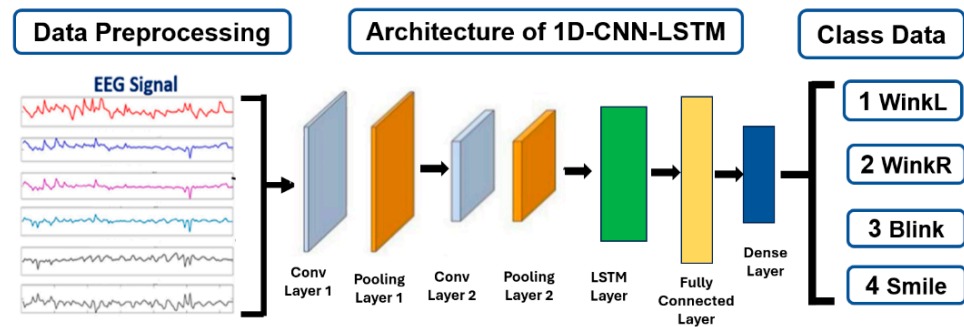 Data Preprocessing
Architecture of 1D-CNN-LSTM
Class Data
EEG Signal
1 WinkL
2 WinkR
3 Blink
4 Smile
Conv
Layer 1
Pooling
Layer 1
Conv
Layer 2
Pooling
Layer 2
LSTM
Layer
Fully
Connected
Layer
Dense
Layer